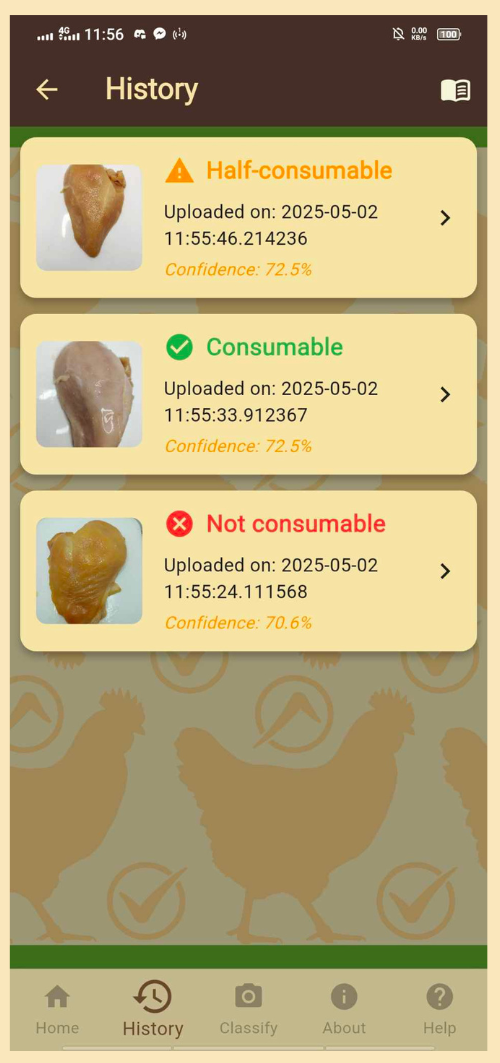 4G 11:56 0.00 KB/s 100
History
Half-consumable
Uploaded on: 2025-05-02
11:55:46.214236
Confidence: 72.5%
Consumable
Uploaded on: 2025-05-02
11:55:33.912367
Confidence: 72.5%
Not consumable
Uploaded on: 2025-05-02
11:55:24.111568
Confidence: 70.6%
Home History Classify About Help